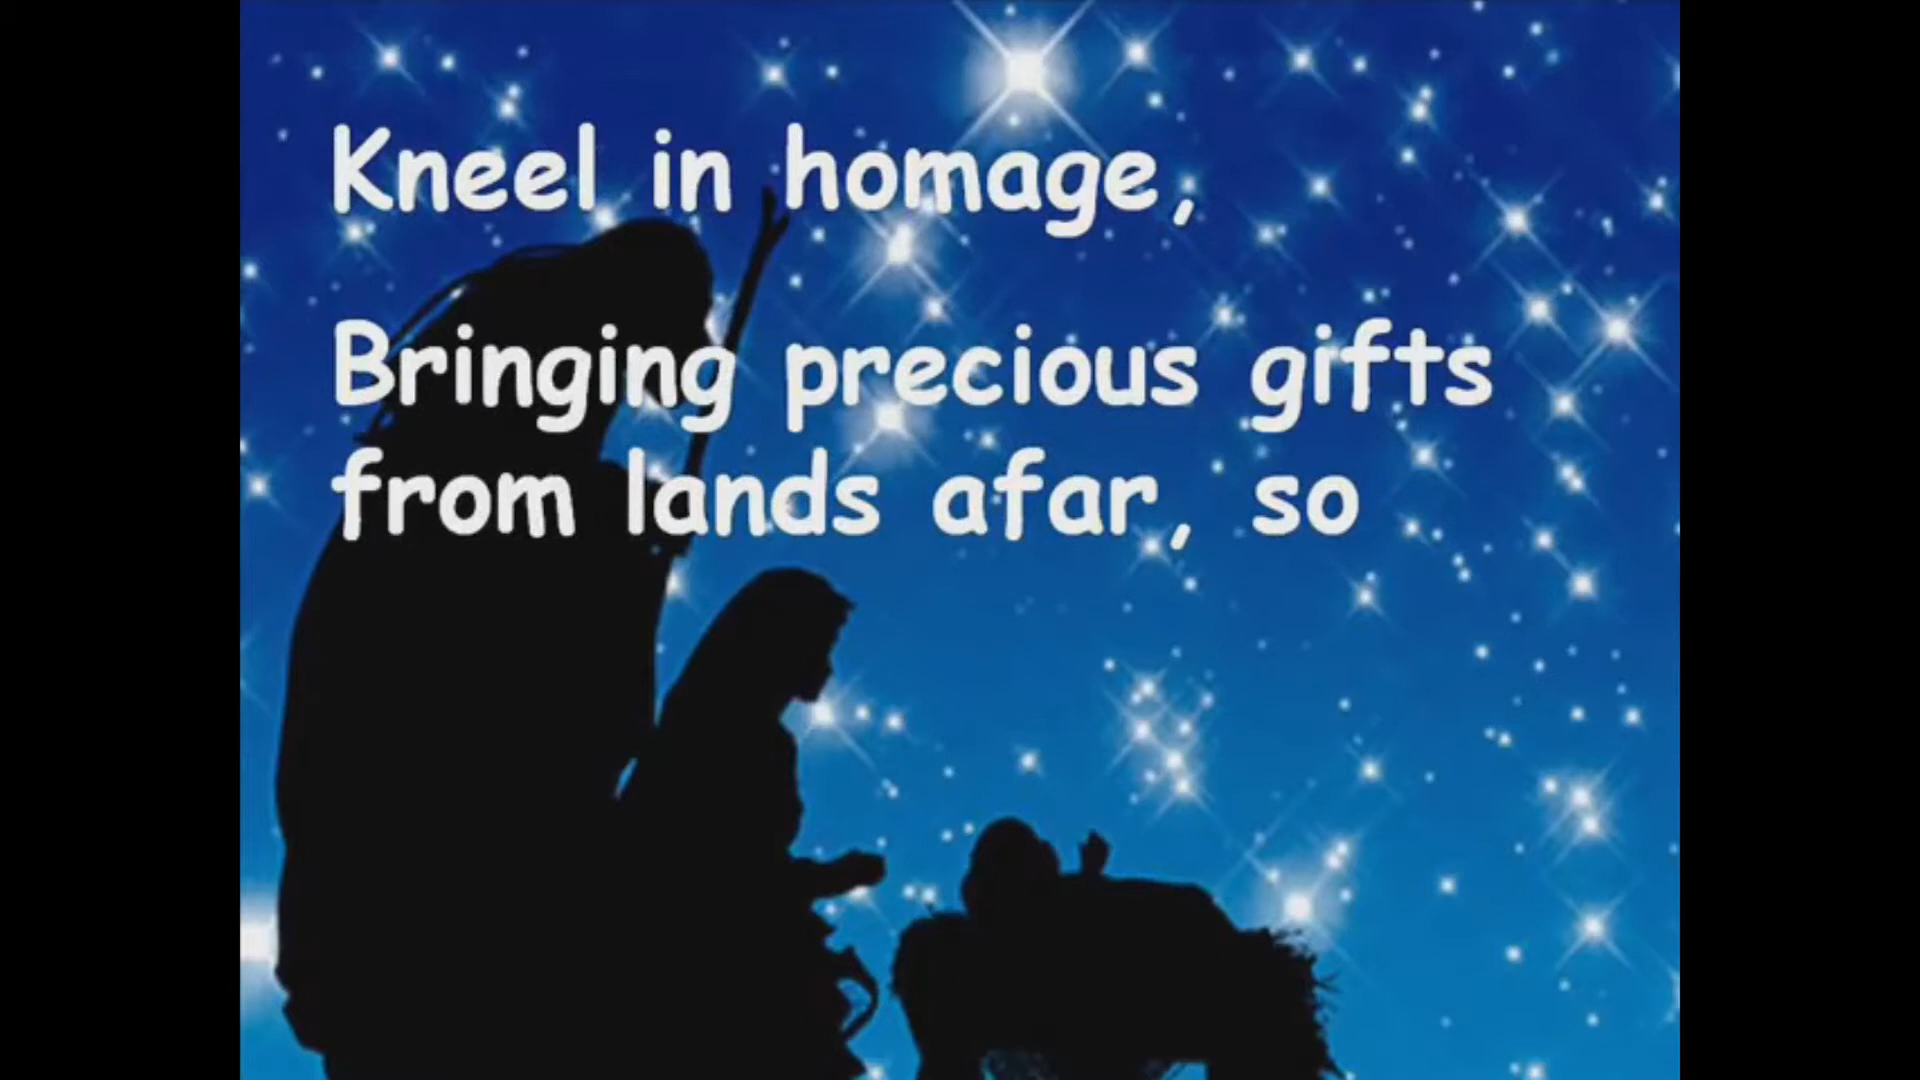 Kneel in homage,
Bringing precious gifts
from lands afar, so